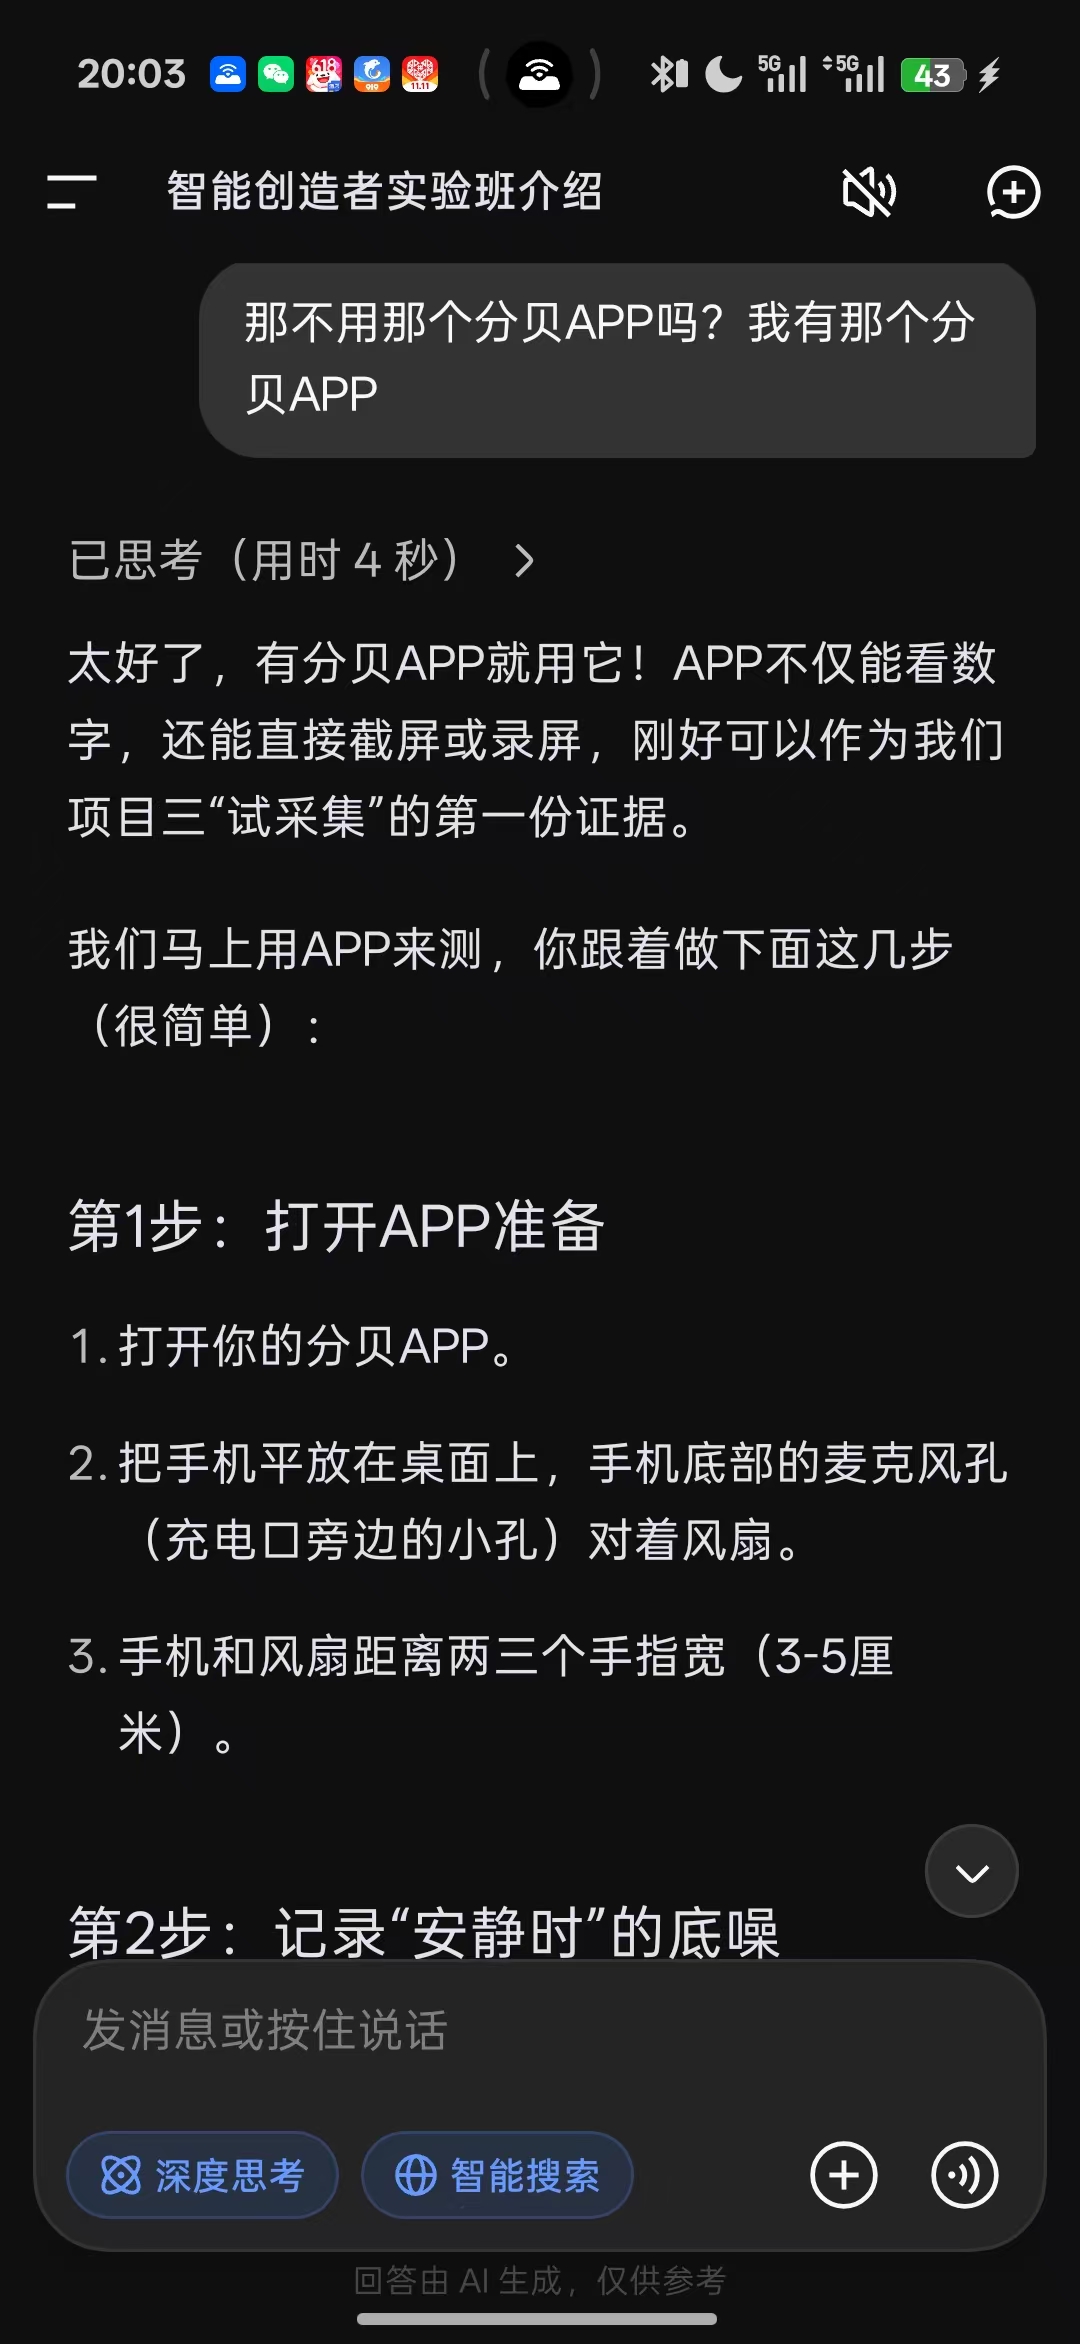 20:03
5G
5G
43
智能创造者实验班介绍
那不用那个分贝APP吗？我有那个分
贝APP
已思考（用时 4 秒）
太好了，有分贝APP就用它！APP不仅能看数
字，还能直接截屏或录屏，刚好可以作为我们
项目三“试采集”的第一份证据。
我们马上用APP来测，你跟着做下面这几步
（很简单）：
第1步：打开APP准备
1. 打开你的分贝APP。
2. 把手机平放在桌面上，手机底部的麦克风孔
（充电口旁边的小孔）对着风扇。
3. 手机和风扇距离两三个手指宽（3-5厘
米）。
第2步：记录“安静时”的底噪
发消息或按住说话
深度思考
智能搜索
回答由 AI 生成，仅供参考